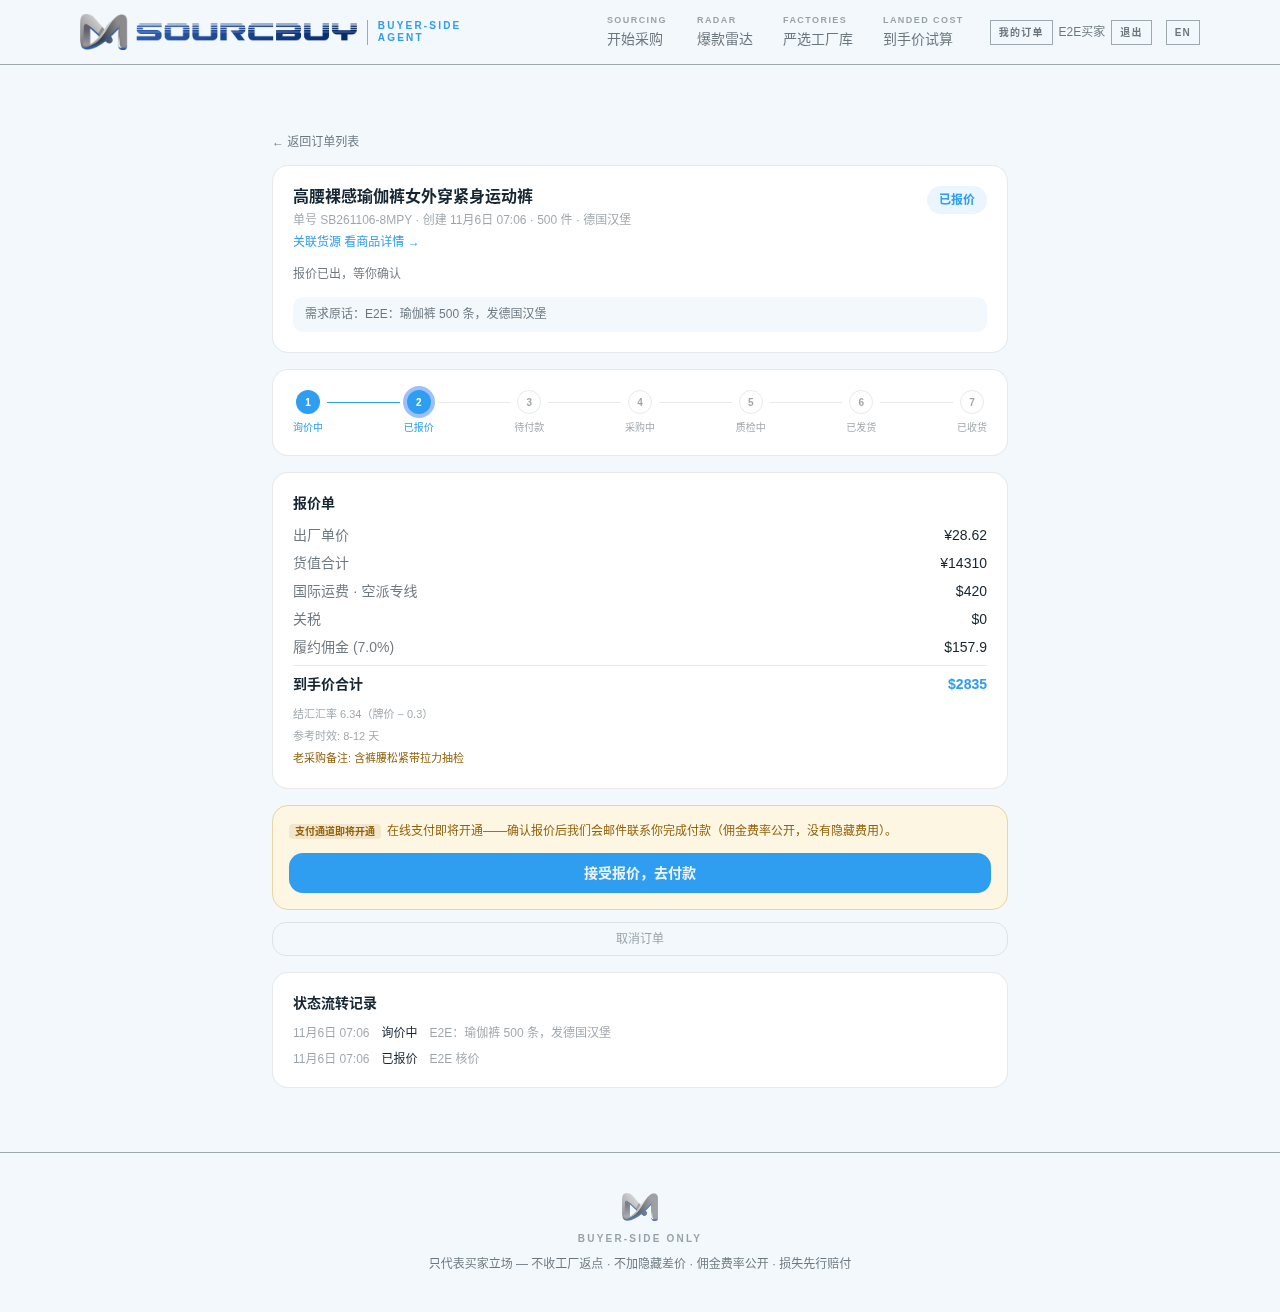 SOURCBUY
BUYER-SIDE
AGENT
SOURCING
开始采购
RADAR
爆款雷达
FACTORIES
严选工厂库
LANDED COST
到手价试算
我的订单 E2E买家 退出 EN
← 返回订单列表
高腰裸感瑜伽裤女外穿紧身运动裤
已报价
单号 SB261106-8MPY · 创建 11月6日 07:06 · 500 件 · 德国汉堡
关联货源 看商品详情 →
报价已出，等你确认
需求原话：E2E：瑜伽裤 500 条，发德国汉堡
1 2 3 4 5 6 7
询价中 已报价 待付款 采购中 质检中 已发货 已收货
报价单
出厂单价 ¥28.62
货值合计 ¥14310
国际运费 · 空派专线 $420
关税 $0
履约佣金 (7.0%) $157.9
到手价合计 $2835
结汇汇率 6.34（牌价 − 0.3）
参考时效: 8-12 天
老采购备注: 含裤腰松紧带拉力抽检
支付通道即将开通 在线支付即将开通——确认报价后我们会邮件联系你完成付款（佣金费率公开，没有隐藏费用）。
接受报价，去付款
取消订单
状态流转记录
11月6日 07:06 询价中 E2E：瑜伽裤 500 条，发德国汉堡
11月6日 07:06 已报价 E2E 核价
BUYER-SIDE ONLY
只代表买家立场 — 不收工厂返点 · 不加隐藏差价 · 佣金费率公开 · 损失先行赔付